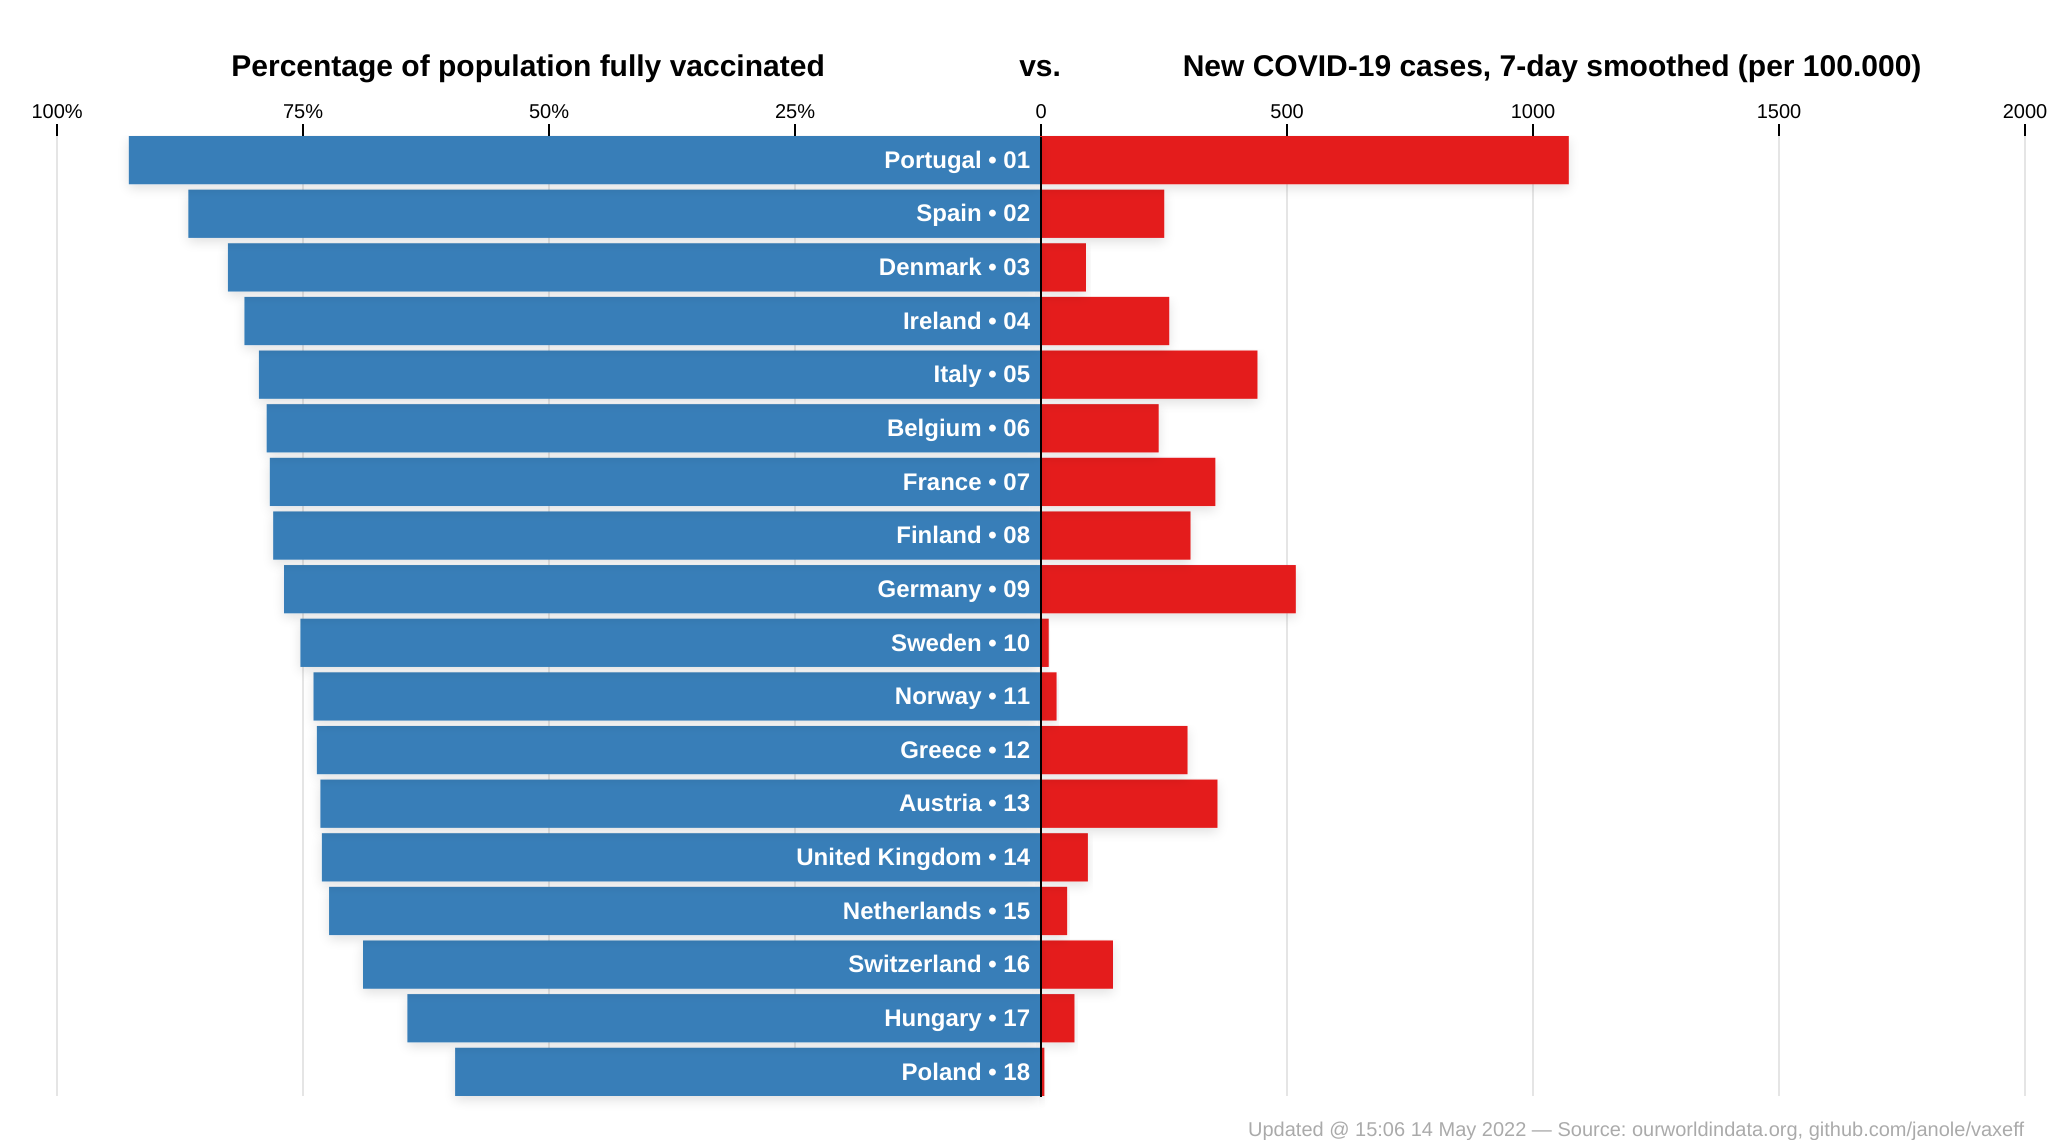 Percentage of population fully vaccinated vs. New COVID-19 cases, 7-day smoothed (per 100.000)
100% 75% 50% 25% 0 500 1000 1500 2000
Portugal • 01
Spain • 02
Denmark • 03
Ireland • 04
Italy • 05
Belgium • 06
France • 07
Finland • 08
Germany • 09
Sweden • 10
Norway • 11
Greece • 12
Austria • 13
United Kingdom • 14
Netherlands • 15
Switzerland • 16
Hungary • 17
Poland • 18
Updated @ 15:06 14 May 2022 — Source: ourworldindata.org, github.com/janole/vaxeff